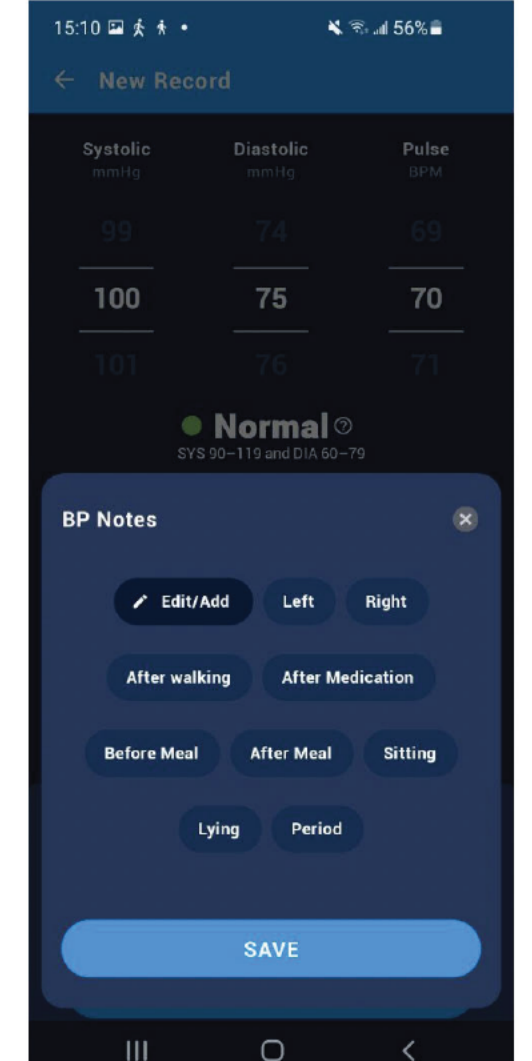 15:10 56%
New Record
Systolic Diastolic Pulse
mmHg mmHg BPM
99 74 69
100 75 70
101 76 71
Normal
SYS 90–119 and DIA 60–79
BP Notes
Edit/Add Left Right
After walking After Medication
Before Meal After Meal Sitting
Lying Period
SAVE